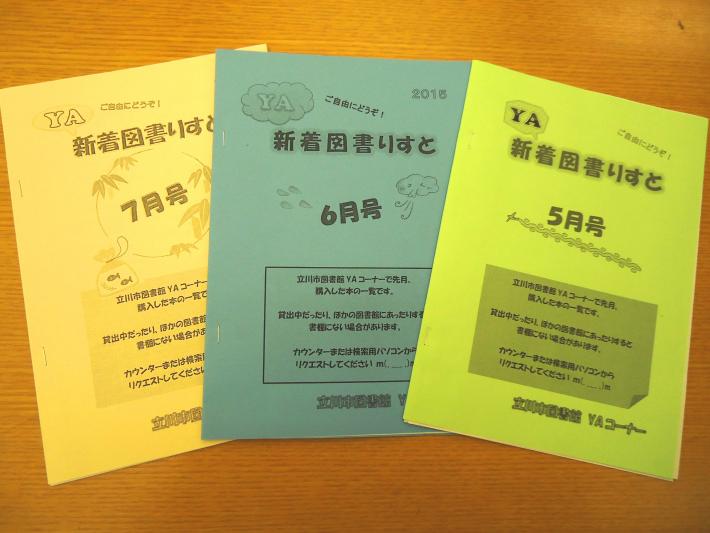 YA
ご自由にどうぞ!
新着図書りすと
7月号
立川市図書館 YAコーナーで先月、
購入した本の一覧です
貸出中だったり、ほかの図書館
書棚にない場合があ
カウンターまたは検索用
リクエストしてくださ
立川市図書
YA
2015
ご自由にどうぞ!
新着図書りすと
6月号
立川市図書館 YAコーナーで先月、
購入した本の一覧です。
貸出中だったり、ほかの図書館にあったりする
書棚にない場合があります。
カウンターまたは検索用パソコンから
リクエストしてください m(_ _)m
立川市図書館 YAコーナー
YA
ご自由にどうぞ!
新着図書りすと
5月号
立川市図書館 YAコーナーで先月、
購入した本の一覧です。
貸出中だったり、ほかの図書館にあったりすると
書棚にない場合があります。
カウンターまたは検索用パソコンから
リクエストしてください m(_ _)m
立川市図書館 YAコーナー